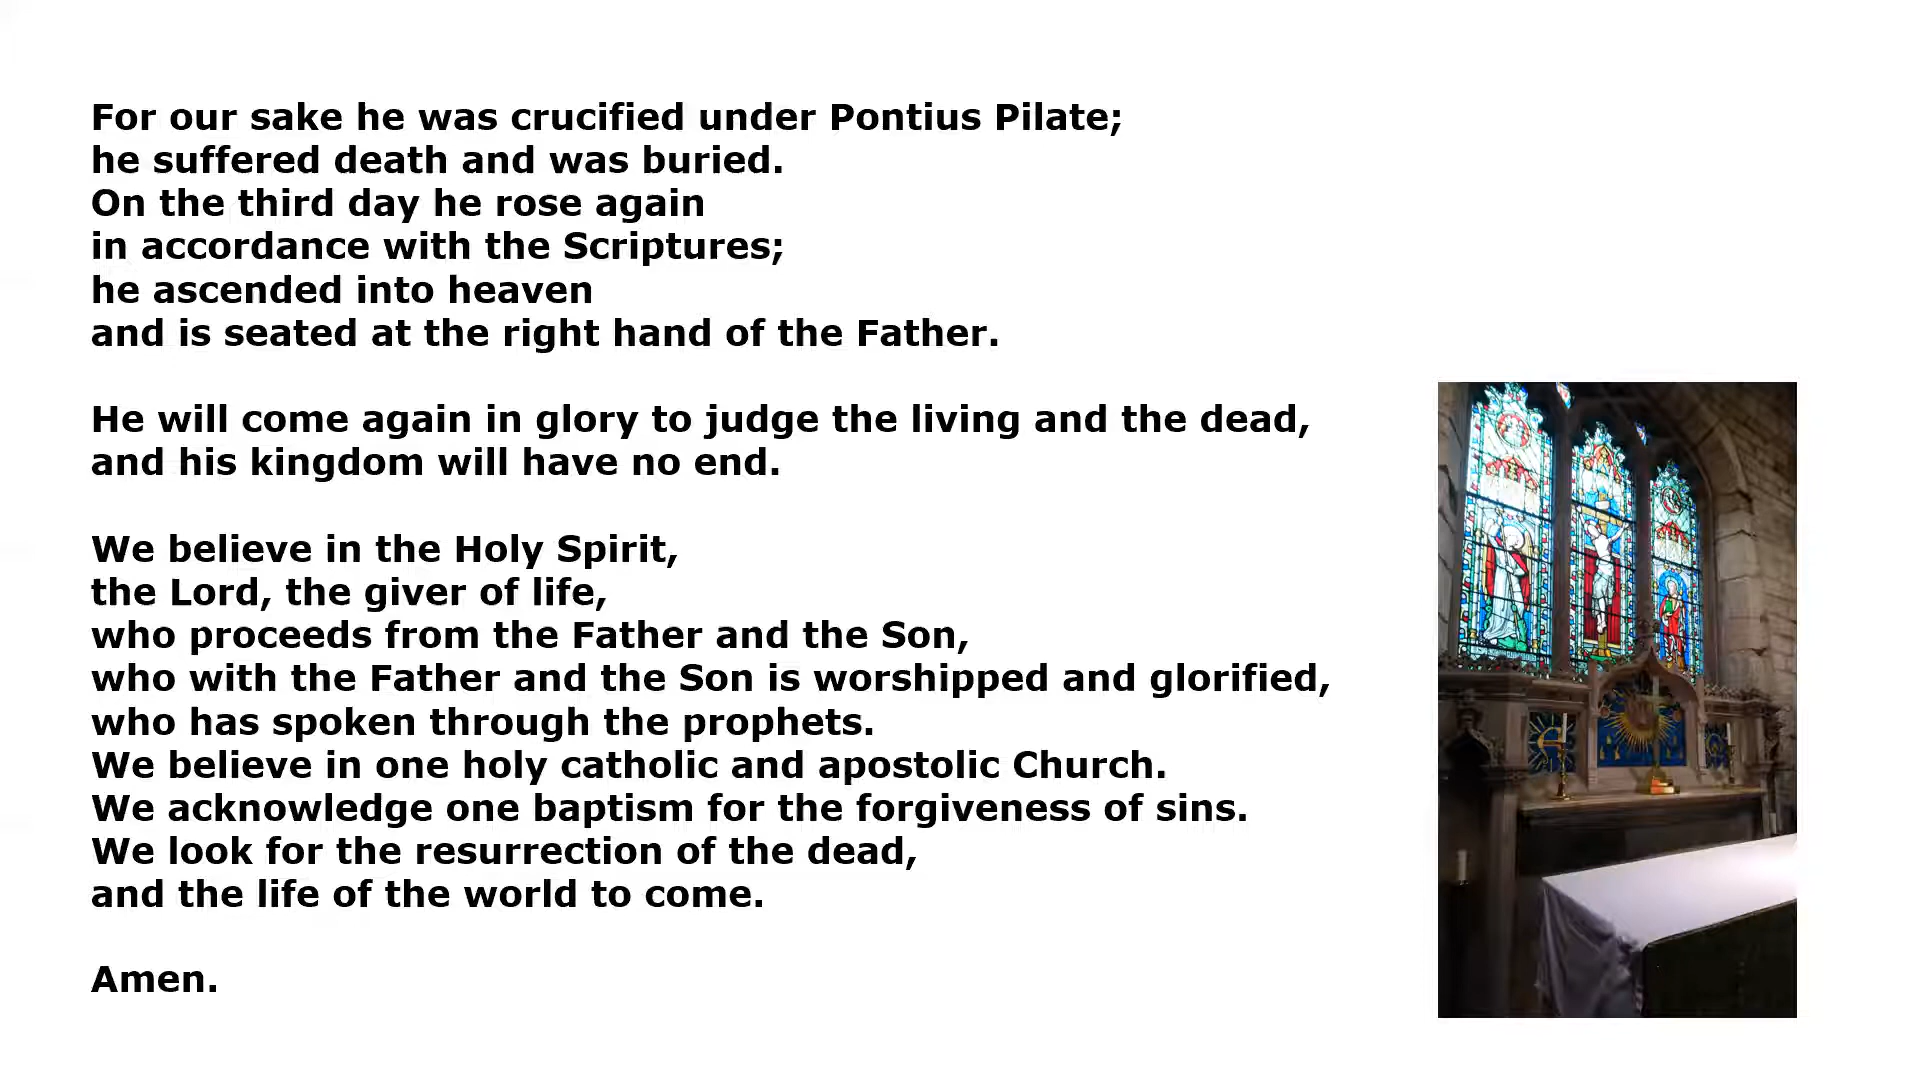 For our sake he was crucified under Pontius Pilate;
he suffered death and was buried.
On the third day he rose again
in accordance with the Scriptures;
he ascended into heaven
and is seated at the right hand of the Father.
He will come again in glory to judge the living and the dead,
and his kingdom will have no end.
We believe in the Holy Spirit,
the Lord, the giver of life,
who proceeds from the Father and the Son,
who with the Father and the Son is worshipped and glorified,
who has spoken through the prophets.
We believe in one holy catholic and apostolic Church.
We acknowledge one baptism for the forgiveness of sins.
We look for the resurrection of the dead,
and the life of the world to come.
Amen.